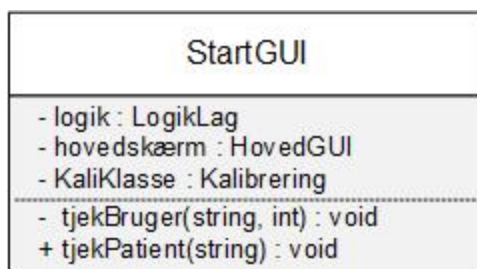 StartGUI
- logik : LogikLag
- hovedskærm : HovedGUI
- KaliKlasse : Kalibrering
- tjekBruger(string, int) : void
+ tjekPatient(string) : void